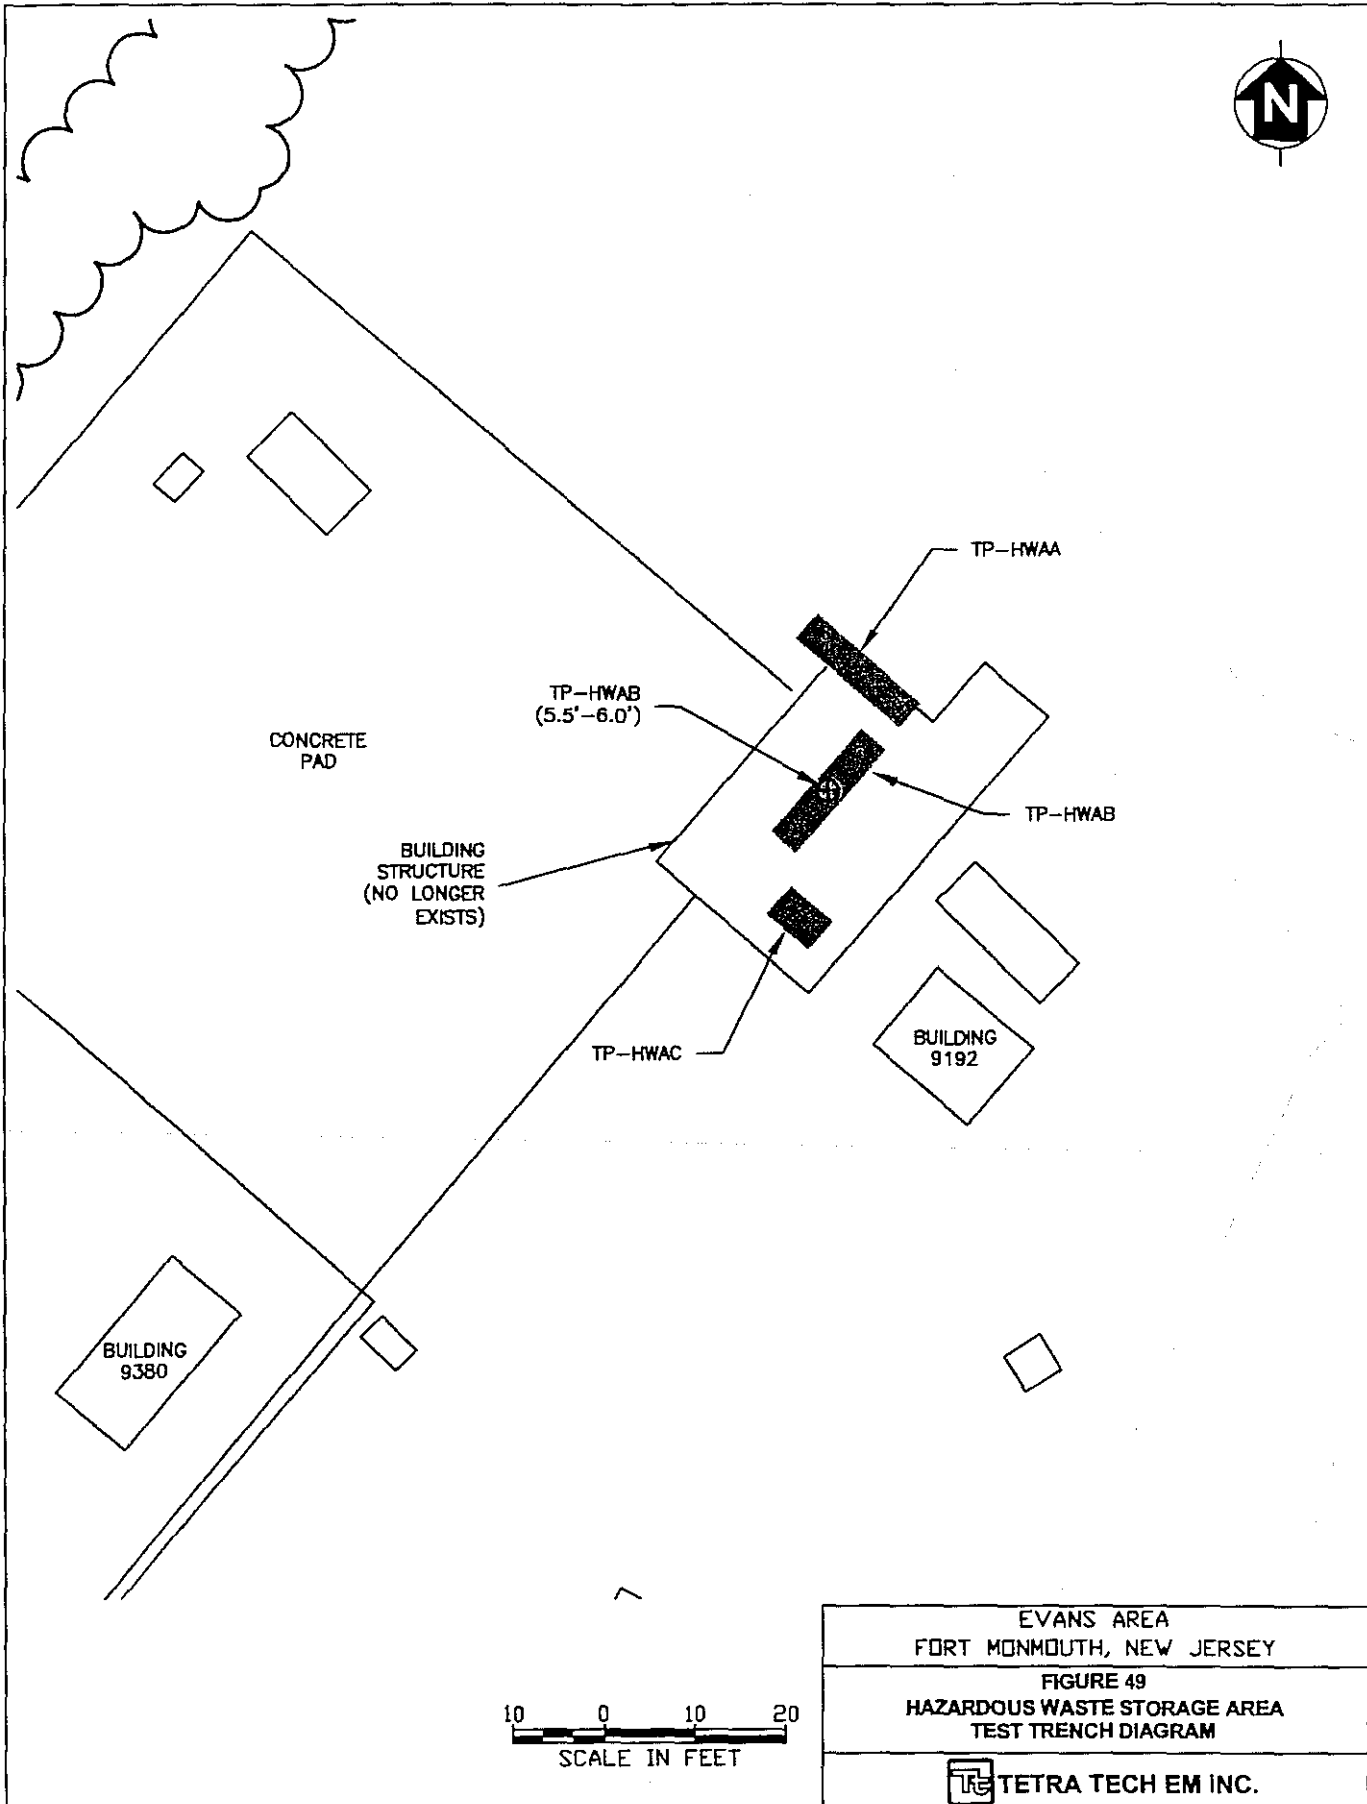 N
TP-HWAA
TP-HWAB
(5.5'-6.0')
CONCRETE
PAD
TP-HWAB
BUILDING
STRUCTURE
(NO LONGER
EXISTS)
TP-HWAC
BUILDING
9192
BUILDING
9380
10 0 10 20
SCALE IN FEET
EVANS AREA
FORT MONMOUTH, NEW JERSEY
FIGURE 49
HAZARDOUS WASTE STORAGE AREA
TEST TRENCH DIAGRAM
Tt TETRA TECH EM INC.